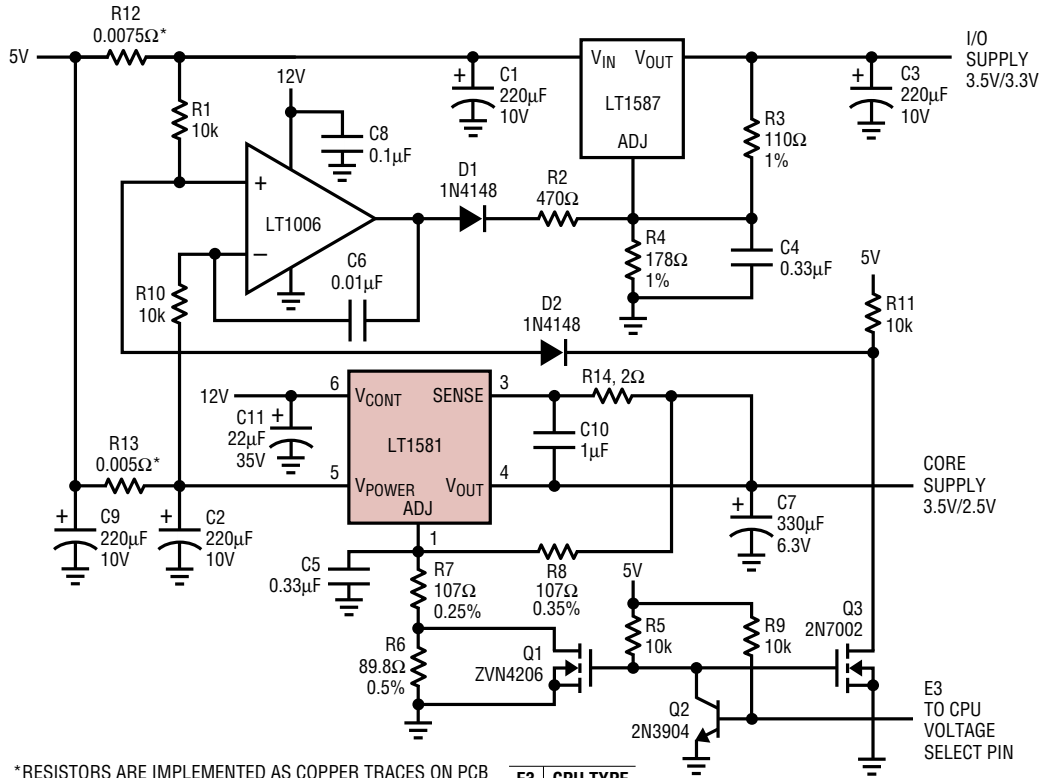 R12
0.0075Ω*
5V
R1
10k
12V
C8
0.1µF
+
C1
220µF
10V
VIN VOUT
LT1587
ADJ
I/O
SUPPLY
3.5V/3.3V
+
C3
220µF
10V
R3
110Ω
1%
+
LT1006
–
D1
1N4148
R2
470Ω
R4
178Ω
1%
C4
0.33µF
C6
0.01µF
R10
10k
5V
R11
10k
D2
1N4148
12V
C11 +
22µF
35V
6
VCONT SENSE
3
LT1581
5
VPOWER VOUT
4
ADJ
1
R14, 2Ω
C10
1µF
R13
0.005Ω*
+
C9
220µF
10V
+
C2
220µF
10V
CORE
SUPPLY
3.5V/2.5V
+
C7
330µF
6.3V
C5
0.33µF
R7
107Ω
0.25%
R8
107Ω
0.35%
R6
89.8Ω
0.5%
Q1
ZVN4206
5V
R5
10k
R9
10k
Q3
2N7002
Q2
2N3904
E3
TO CPU
VOLTAGE
SELECT PIN
*RESISTORS ARE IMPLEMENTED AS COPPER TRACES ON PCB
E3 CPU TYPE